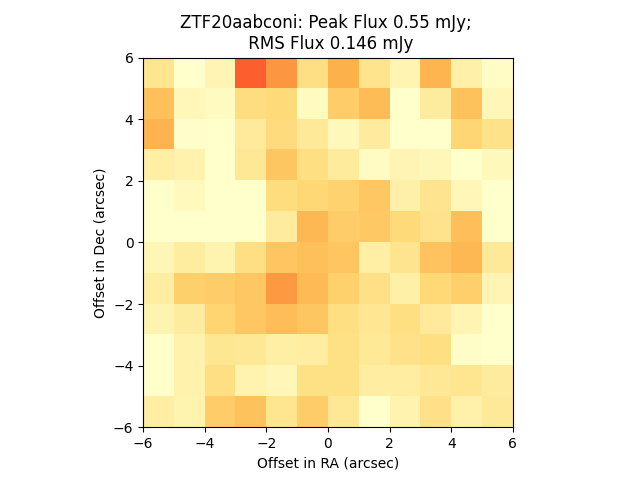 ZTF20aabconi: Peak Flux 0.55 mJy;
RMS Flux 0.146 mJy
6
4
2
0
−2
−4
−6
Offset in Dec (arcsec)
−6 −4 −2 0 2 4 6
Offset in RA (arcsec)